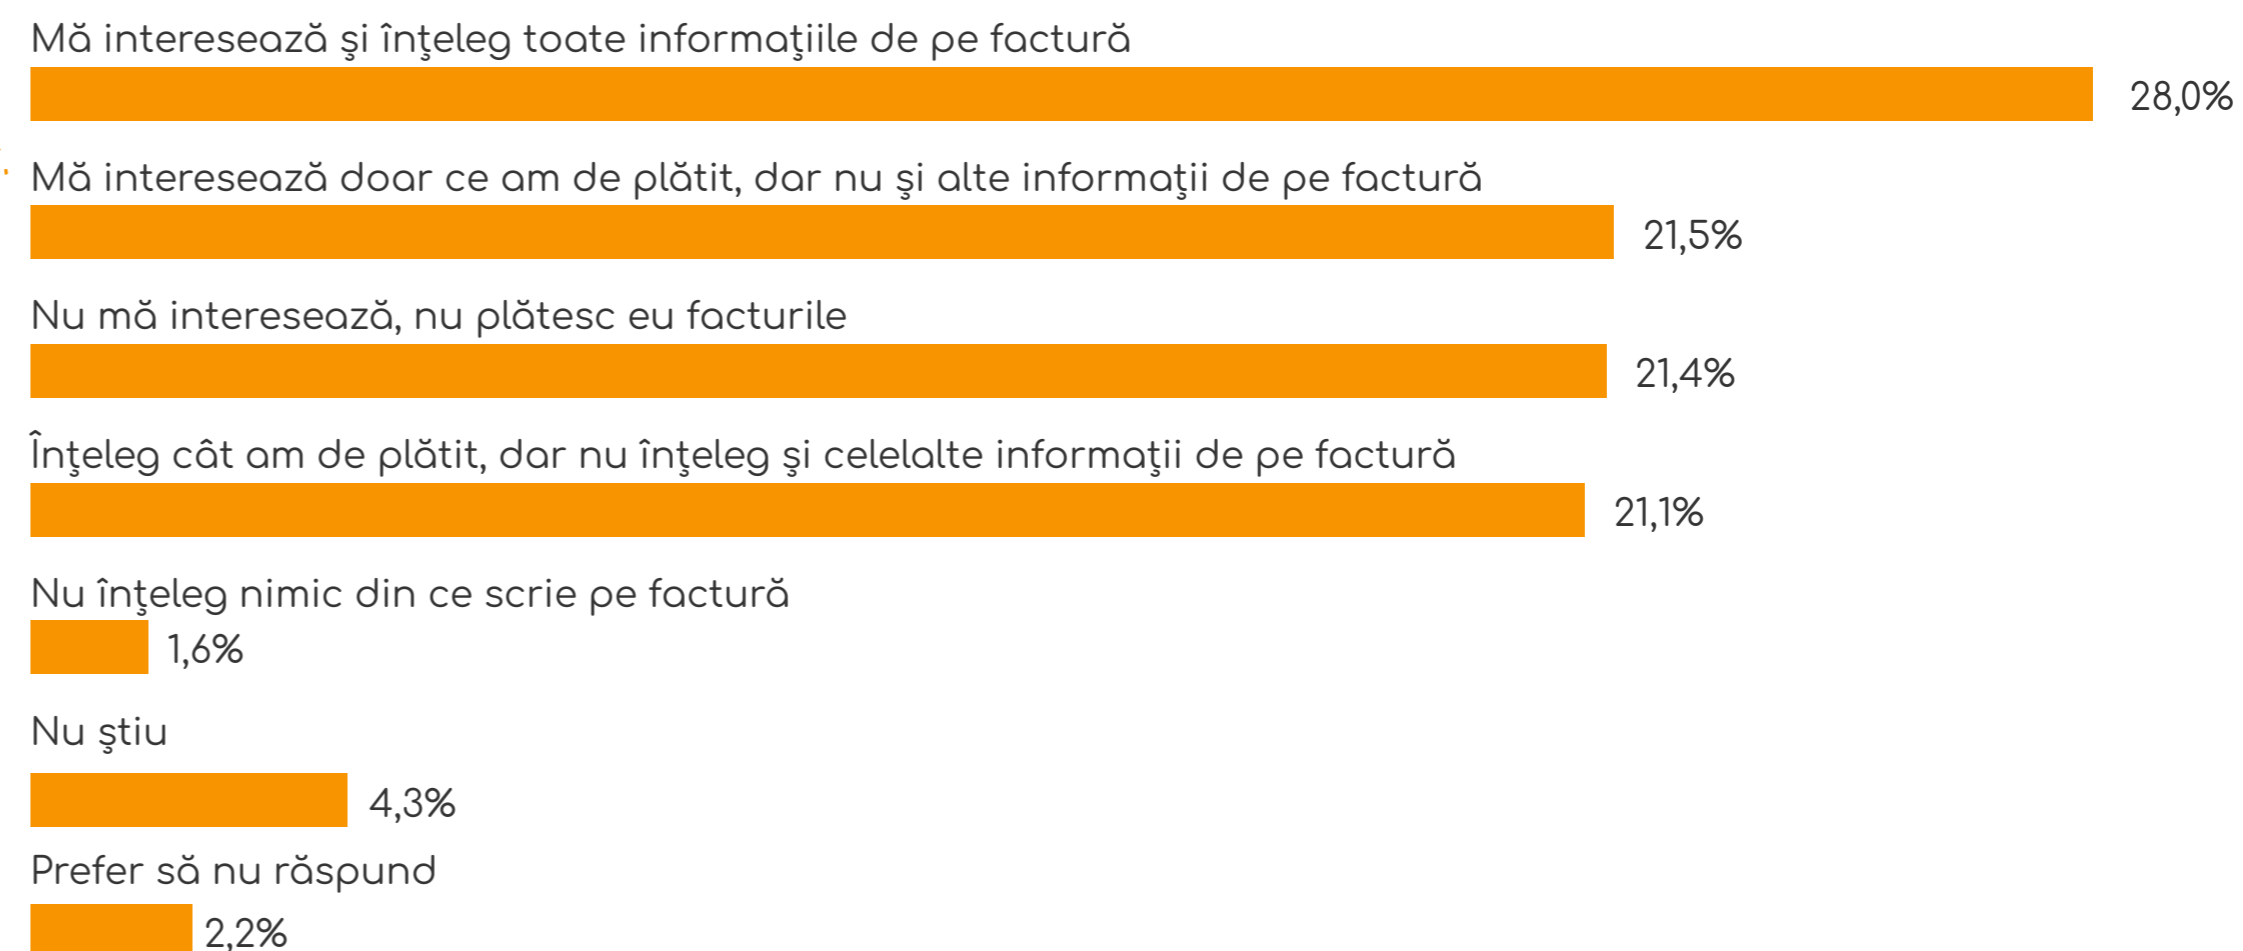 Mă interesează şi înţeleg toate informaţiile de pe factură
28,0%
Mă interesează doar ce am de plătit, dar nu şi alte informaţii de pe factură
21,5%
Nu mă interesează, nu plătesc eu facturile
21,4%
Înţeleg cât am de plătit, dar nu înţeleg şi celelalte informaţii de pe factură
21,1%
Nu înţeleg nimic din ce scrie pe factură
1,6%
Nu ştiu
4,3%
Prefer să nu răspund
2,2%